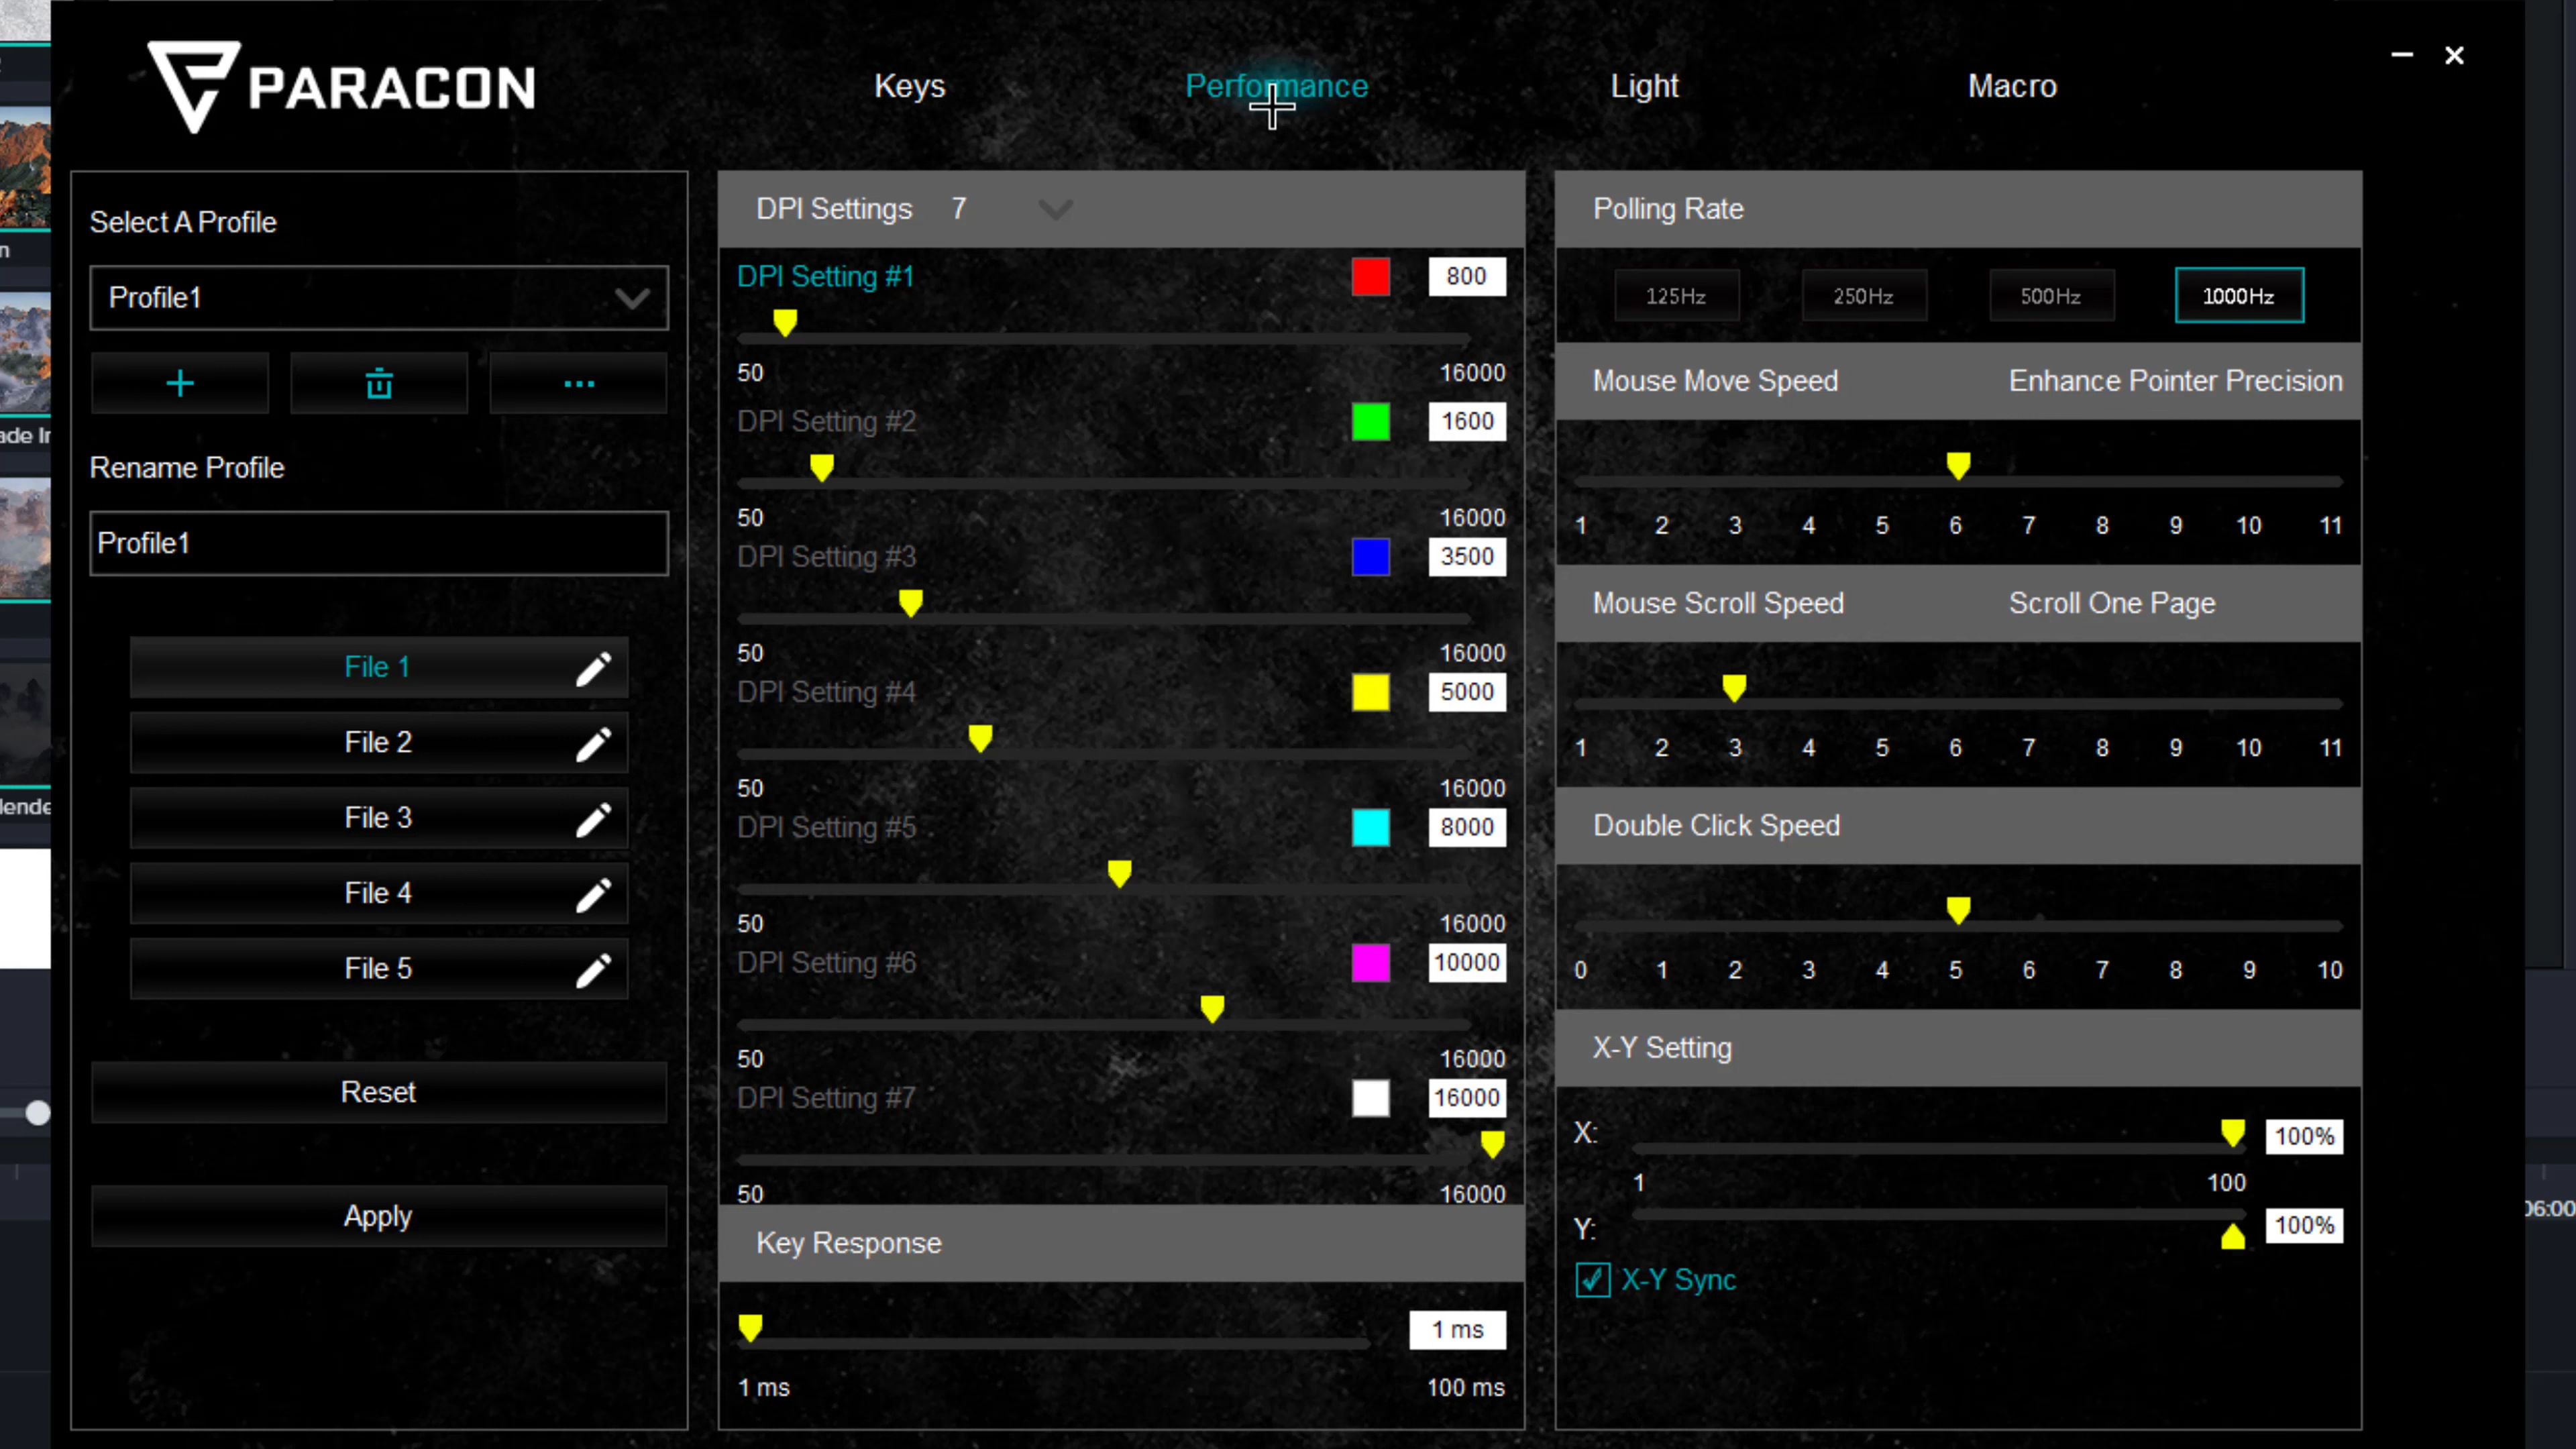 PARACON
Keys
Performance
Light
Macro
Select A Profile
Profile1
Rename Profile
Profile1
File 1
File 2
File 3
File 4
File 5
Reset
Apply
DPI Settings 7
DPI Setting #1 800
50 16000
DPI Setting #2 1600
50 16000
DPI Setting #3 3500
50 16000
DPI Setting #4 5000
50 16000
DPI Setting #5 8000
50 16000
DPI Setting #6 10000
50 16000
DPI Setting #7 16000
50 16000
Key Response
1 ms
1 ms 100 ms
Polling Rate
125Hz 250Hz 500Hz 1000Hz
Mouse Move Speed Enhance Pointer Precision
1 2 3 4 5 6 7 8 9 10 11
Mouse Scroll Speed Scroll One Page
1 2 3 4 5 6 7 8 9 10 11
Double Click Speed
0 1 2 3 4 5 6 7 8 9 10
X-Y Setting
X: 100%
1 100
Y: 100%
X-Y Sync
06:00